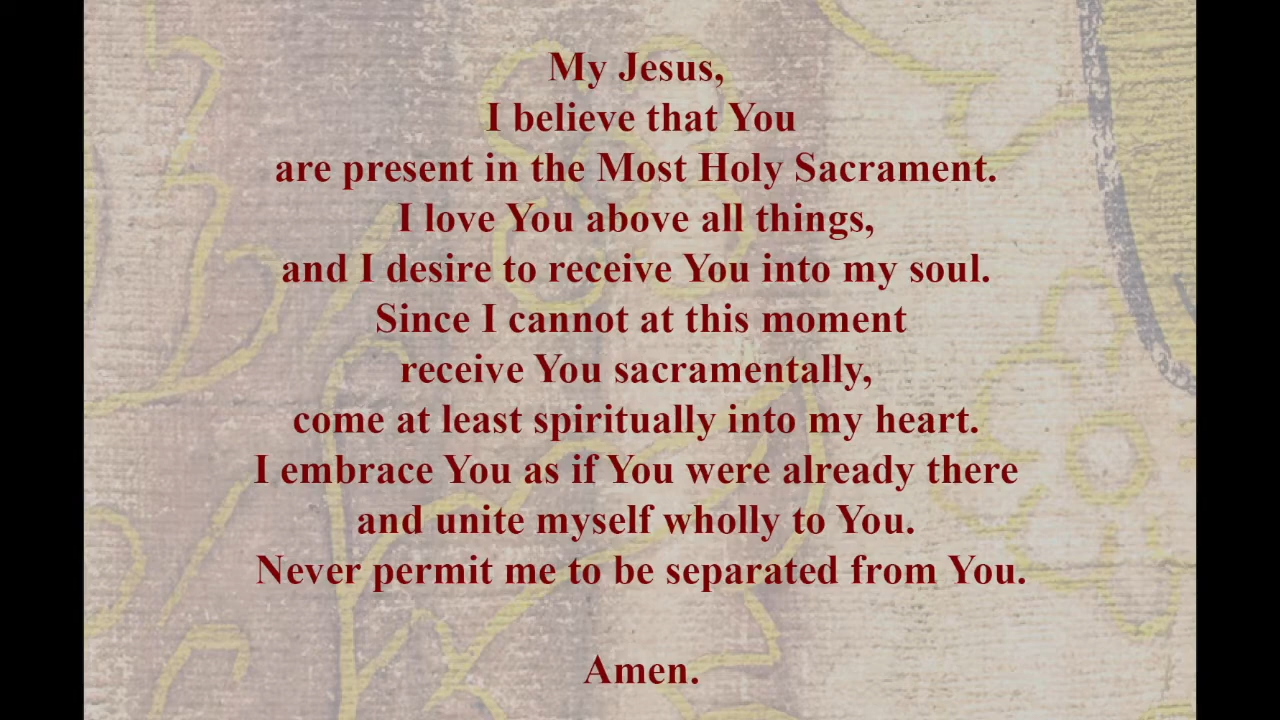 My Jesus,
I believe that You
are present in the Most Holy Sacrament.
I love You above all things,
and I desire to receive You into my soul.
Since I cannot at this moment
receive You sacramentally,
come at least spiritually into my heart.
I embrace You as if You were already there
and unite myself wholly to You.
Never permit me to be separated from You.
Amen.